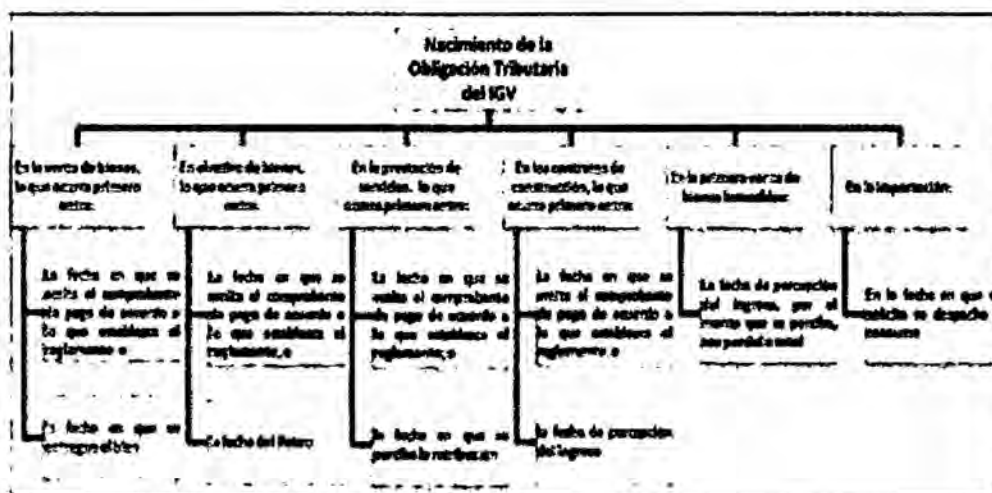 Nacimiento de la
Obligación Tributaria
del IGV
En la venta de bienes,
lo que ocurra primero
entre:
La fecha en que se
emita el comprobante
de pago de acuerdo a
lo que establezca el
reglamento o
En fecha en que se
entregue el bien
En el retiro de bienes,
lo que ocurra primero
entre:
La fecha en que se
emita el comprobante
de pago de acuerdo a
lo que establezca el
reglamento, o
La fecha del Retiro
En la prestación de
servicios, lo que
ocurra primero entre:
La fecha en que se
emita el comprobante
de pago de acuerdo a
lo que establezca el
reglamento, o
la fecha en que se
perciba la retribución
En los contratos de
construcción, lo que
ocurra primero entre:
La fecha en que se
emita el comprobante
de pago de acuerdo a
lo que establezca el
reglamento o
la fecha de percepción
del ingreso
En la primera venta de
bienes inmuebles:
La fecha de percepción
del ingreso, por el
monto que se perciba,
sea parcial o total
En la importación:
En la fecha en que
solicita su despacho
consumo